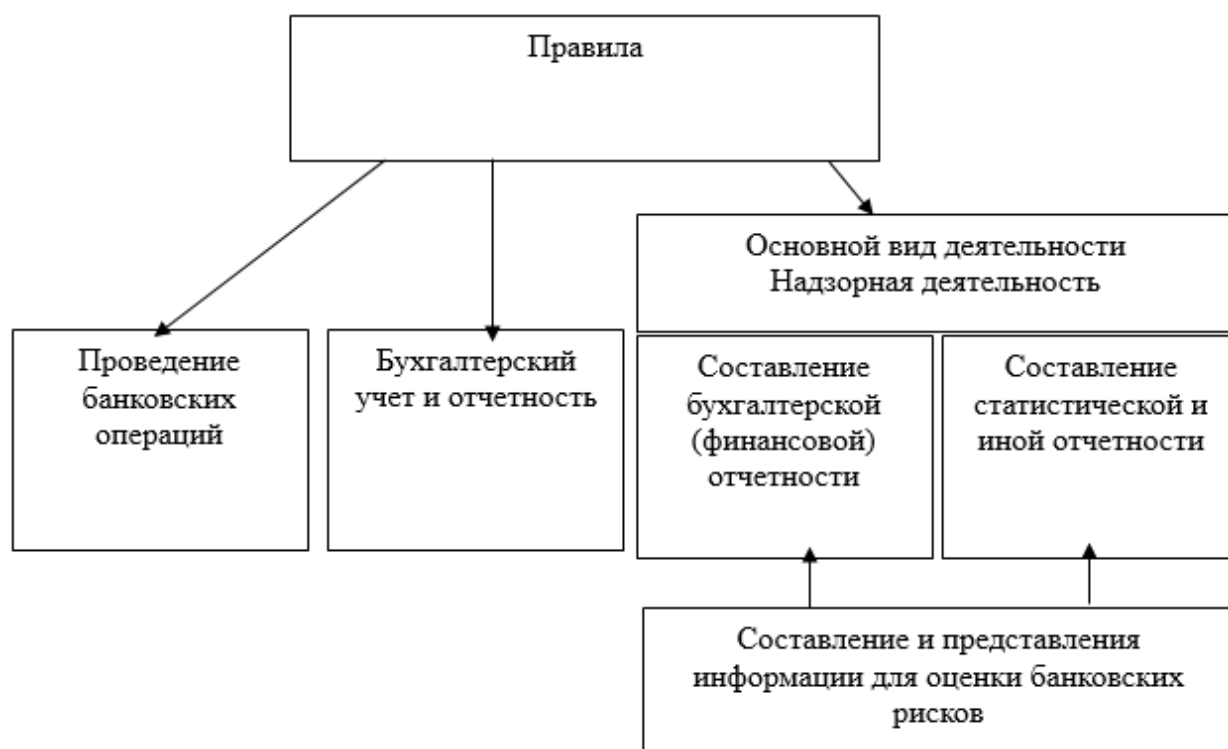 Правила
Основной вид деятельности
Надзорная деятельность
Проведение
банковских
операций
Бухгалтерский
учет и отчетность
Составление
бухгалтерской
(финансовой)
отчетности
Составление
статистической и
иной отчетности
Составление и представления
информации для оценки банковских
рисков